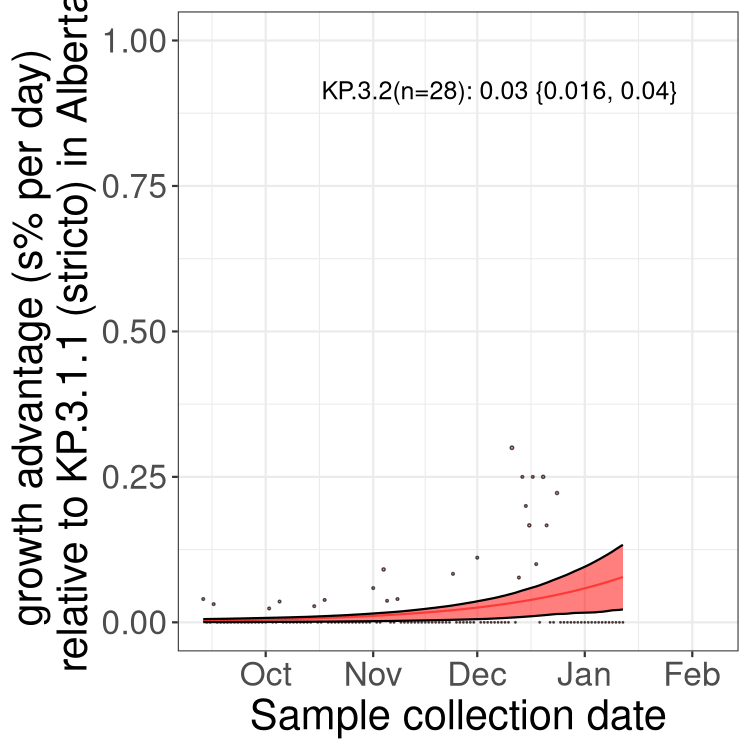 growth advantage (s% per day)
relative to KP.3.1.1 (stricto) in Alberta
1.00
0.75
0.50
0.25
0.00
KP.3.2(n=28): 0.03 {0.016, 0.04}
Oct Nov Dec Jan Feb
Sample collection date